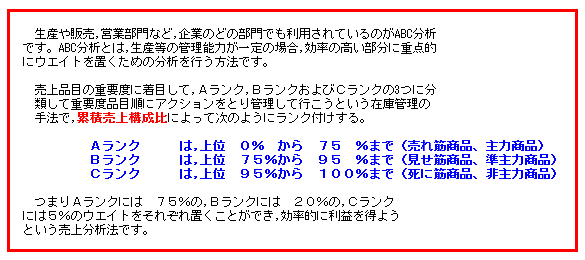 生産や販売,営業部門など,企業のどの部門でも利用されているのがABC分析
です。ABC分析とは,生産等の管理能力が一定の場合,効率の高い部分に重点的
にウエイトを置くための分析を行う方法です。
売上品目の重要度に着目して,Ａランク,ＢランクおよびＣランクの3つに分
類して重要度品目順にアクションをとり管理して行こうという在庫管理の
手法で,累積売上構成比によって次のようにランク付けする。
Ａランク　　は,上位　０％　から　７５　％まで（売れ筋商品、主力商品）
Ｂランク　　は,上位　７５％から　９５　％まで（見せ筋商品、準主力商品）
Ｃランク　　は,上位　９５％から　１００％まで（死に筋商品、非主力商品）
つまりＡランクには　７５％の,Ｂランクには　２０％の,Ｃランク
には５％のウエイトをそれぞれ置くことができ,効率的に利益を得よう
という売上分析法です。